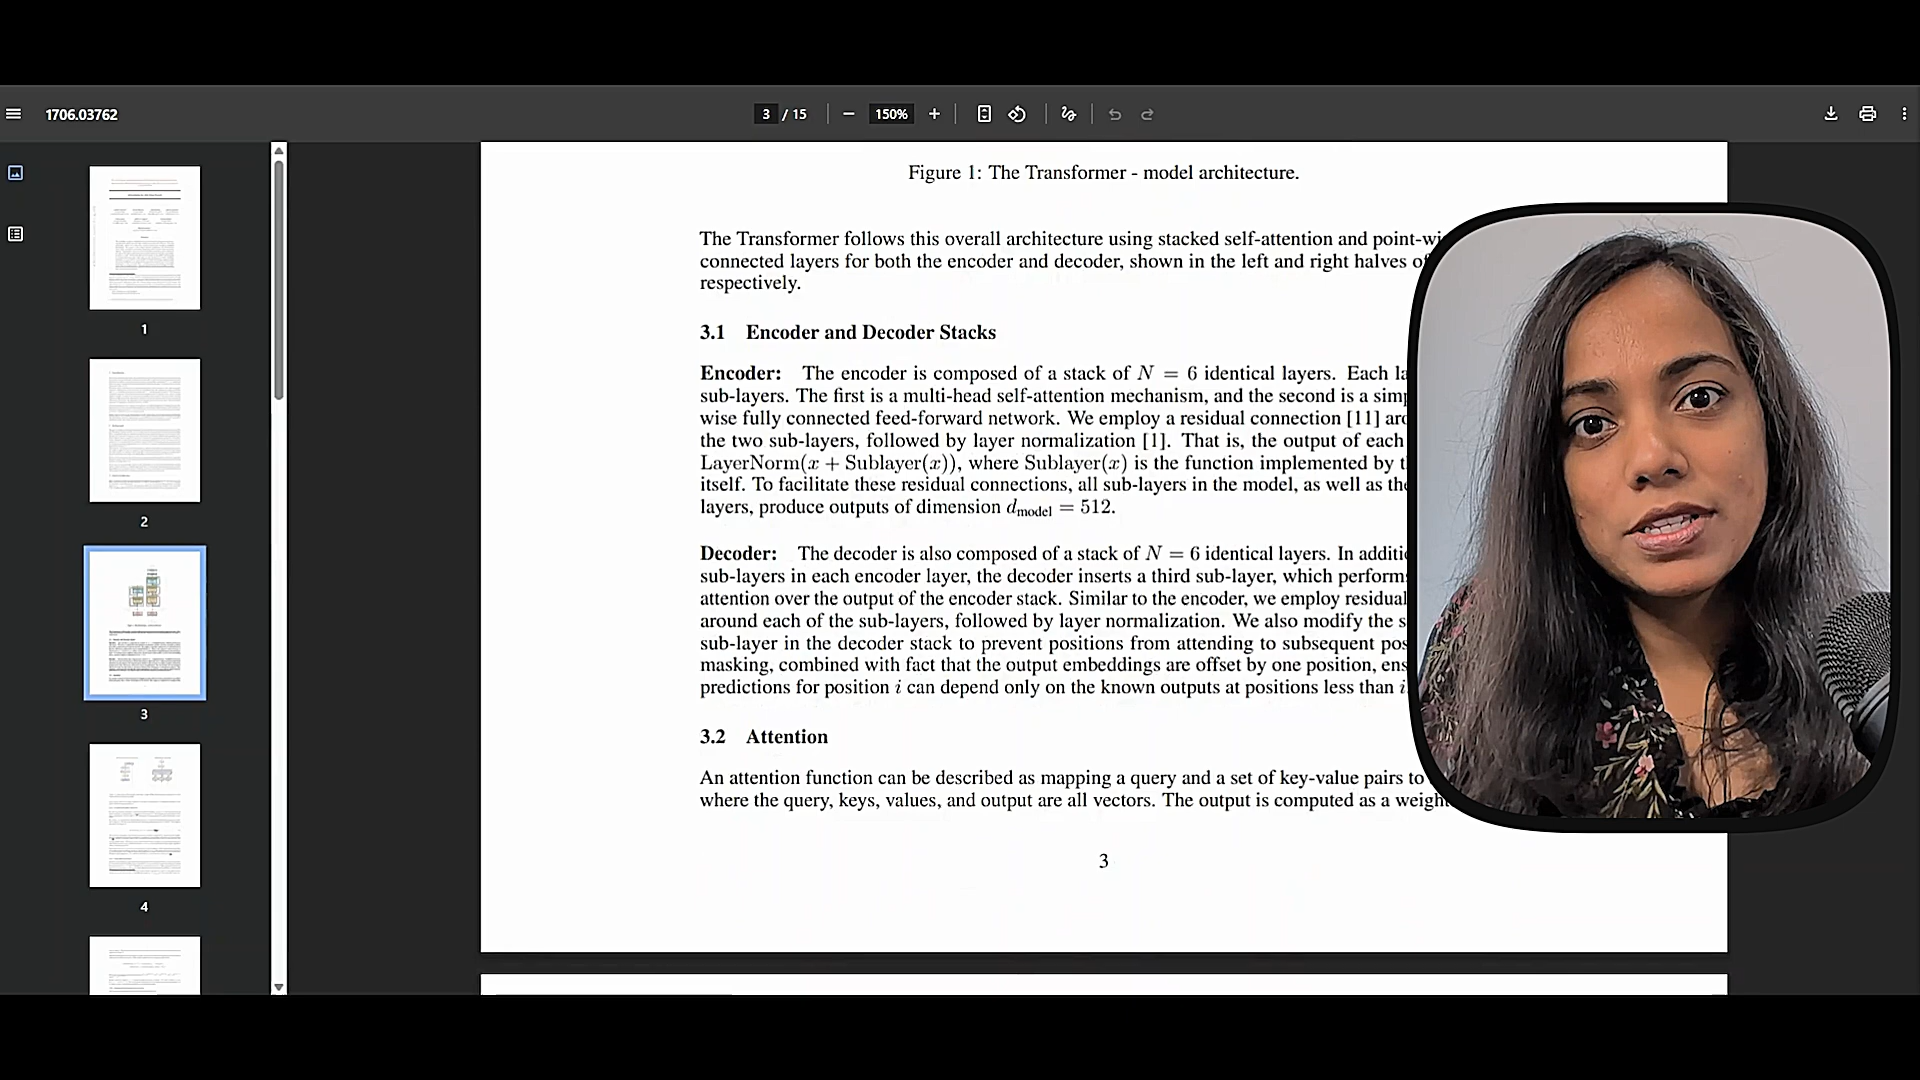 1706.03762
3 / 15
150%
1
2
3
4
Figure 1: The Transformer - model architecture.
The Transformer follows this overall architecture using stacked self-attention and
connected layers for both the encoder and decoder, shown in the left and right halves
respectively.
3.1 Encoder and Decoder Stacks
Encoder: The encoder is composed of a stack of N = 6 identical layers. Each
sub-layers. The first is a multi-head self-attention mechanism, and the second is a
wise fully connected feed-forward network. We employ a residual connection [11]
the two sub-layers, followed by layer normalization [1]. That is, the output of each
LayerNorm(x + Sublayer(x)), where Sublayer(x) is the function implemented by
itself. To facilitate these residual connections, all sub-layers in the model, as well as
layers, produce outputs of dimension d_model = 512.
Decoder: The decoder is also composed of a stack of N = 6 identical layers. In
sub-layers in each encoder layer, the decoder inserts a third sub-layer, which
attention over the output of the encoder stack. Similar to the encoder, we employ residual
around each of the sub-layers, followed by layer normalization. We also modify the
sub-layer in the decoder stack to prevent positions from attending to subsequent
masking, combined with fact that the output embeddings are offset by one position,
predictions for position i can depend only on the known outputs at positions less than i
3.2 Attention
An attention function can be described as mapping a query and a set of key-value pairs to
where the query, keys, values, and output are all vectors. The output is computed as a
3